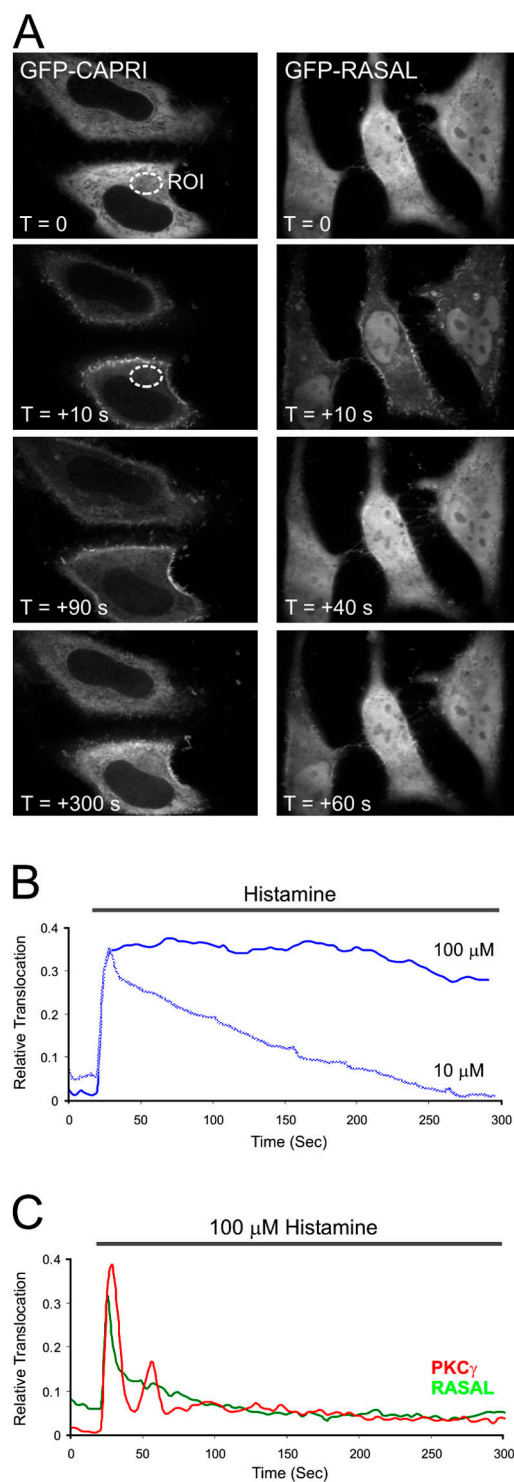 A
GFP-CAPRI
GFP-RASAL
ROI
T = 0
T = 0
T = +10 s
T = +10 s
T = +90 s
T = +40 s
T = +300 s
T = +60 s
B
Histamine
0.4
0.3
0.2
0.1
0
Relative Translocation
100 μM
10 μM
0 50 100 150 200 250 300
Time (Sec)
C
100 μM Histamine
0.4
0.3
0.2
0.1
0
Relative Translocation
PKCγ
RASAL
0 50 100 150 200 250 300
Time (Sec)